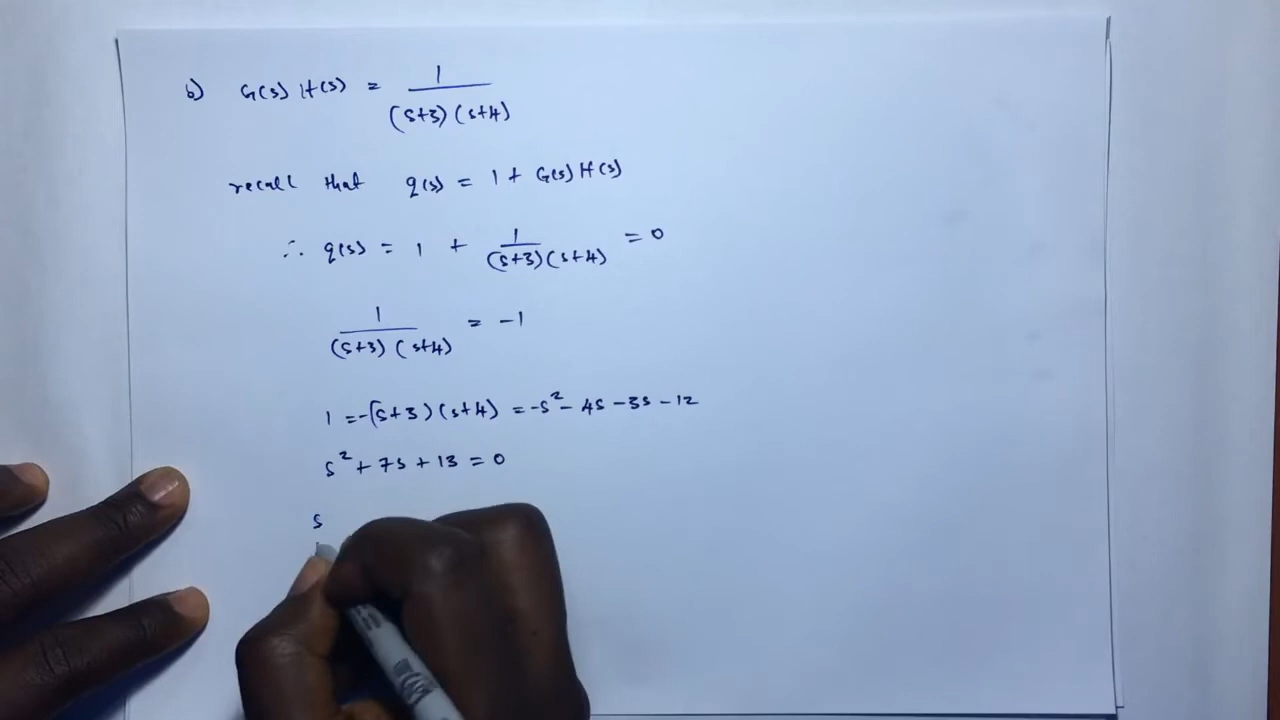 b) G(s) H(s) = 1/((s+3)(s+4))
recall that q(s) = 1 + G(s) H(s)
∴ q(s) = 1 + 1/((s+3)(s+4)) = 0
1/((s+3)(s+4)) = -1
1 = -(s+3)(s+4) = -s² - 4s - 3s - 12
s² + 7s + 13 = 0
s